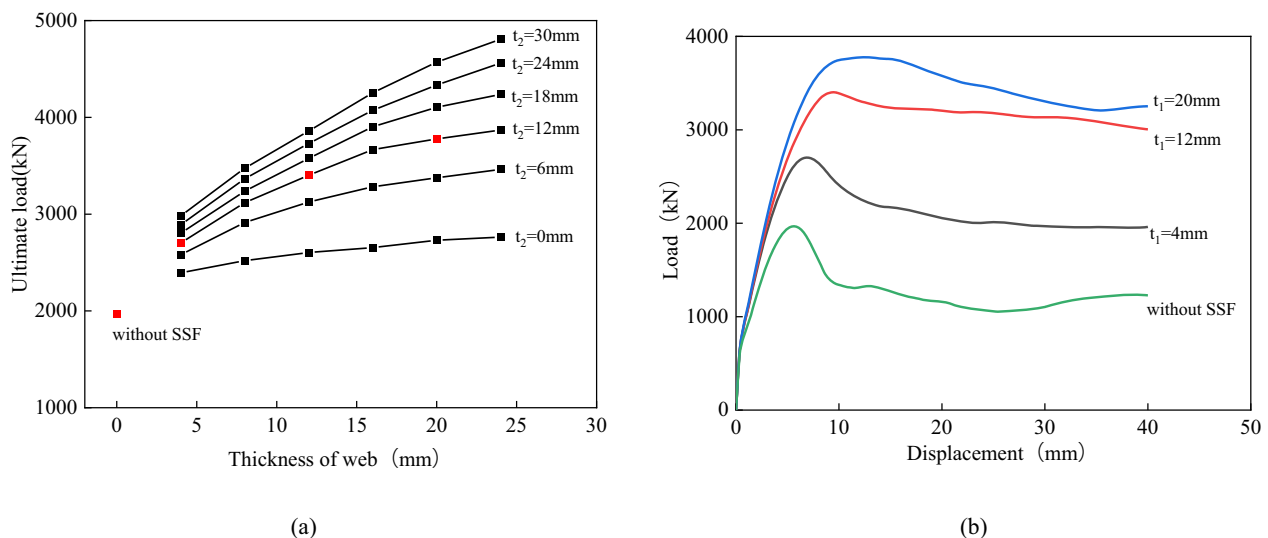 5000
4000
3000
2000
1000
Ultimate load(kN)
t2=30mm
t2=24mm
t2=18mm
t2=12mm
t2=6mm
t2=0mm
without SSF
0 5 10 15 20 25 30
Thickness of web（mm）
(a)
4000
3000
2000
1000
0
Load（kN）
t1=20mm
t1=12mm
t1=4mm
without SSF
0 10 20 30 40 50
Displacement（mm）
(b)